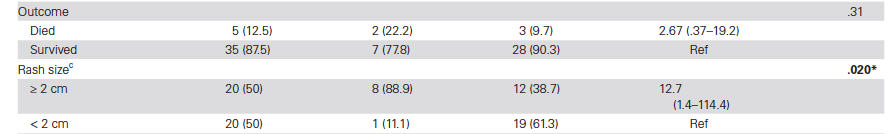 Outcome .31
Died 5 (12.5) 2 (22.2) 3 (9.7) 2.67 (.37–19.2)
Survived 35 (87.5) 7 (77.8) 28 (90.3) Ref
Rash sizeᶜ .020*
≥ 2 cm 20 (50) 8 (88.9) 12 (38.7) 12.7
(1.4–114.4)
< 2 cm 20 (50) 1 (11.1) 19 (61.3) Ref